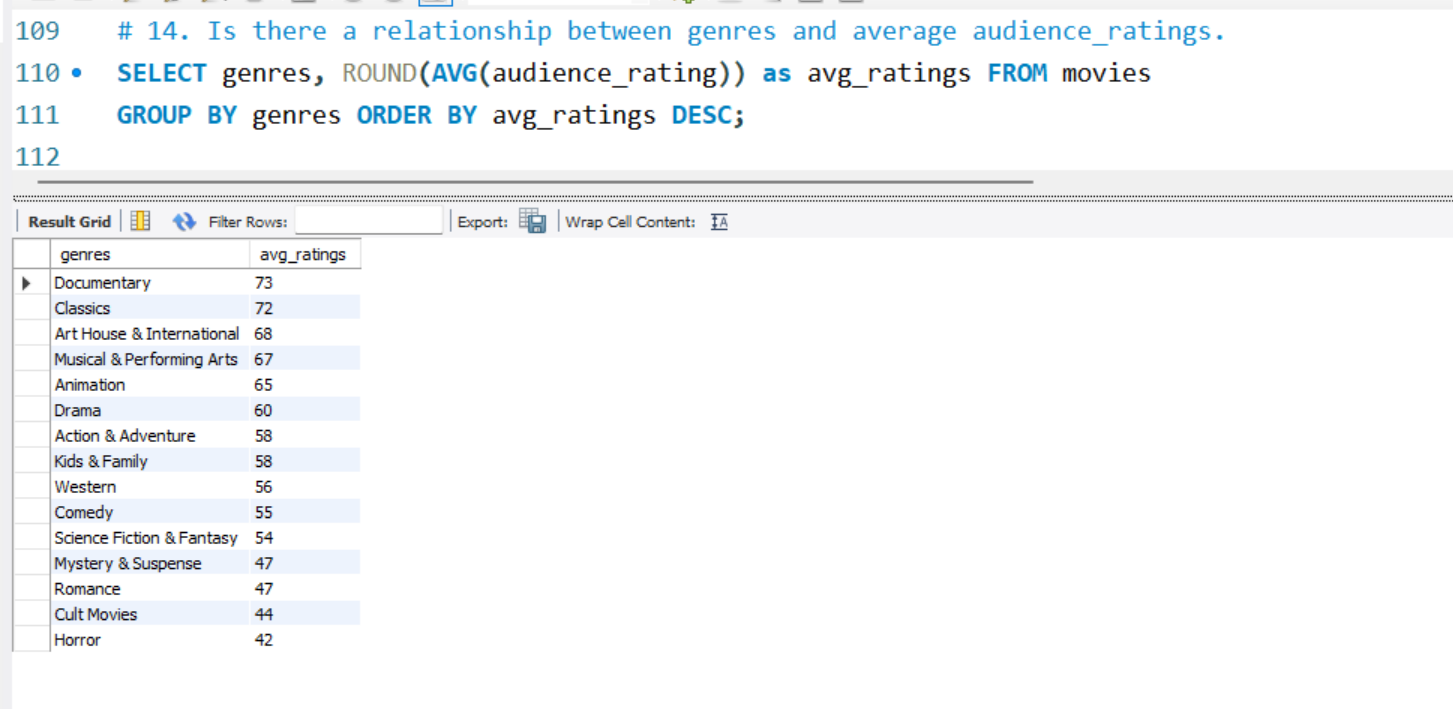 109 # 14. Is there a relationship between genres and average audience_ratings.
110 SELECT genres, ROUND(AVG(audience_rating)) as avg_ratings FROM movies
111 GROUP BY genres ORDER BY avg_ratings DESC;
112
Result Grid Filter Rows: Export: Wrap Cell Content: IA
genres avg_ratings
Documentary 73
Classics 72
Art House & International 68
Musical & Performing Arts 67
Animation 65
Drama 60
Action & Adventure 58
Kids & Family 58
Western 56
Comedy 55
Science Fiction & Fantasy 54
Mystery & Suspense 47
Romance 47
Cult Movies 44
Horror 42